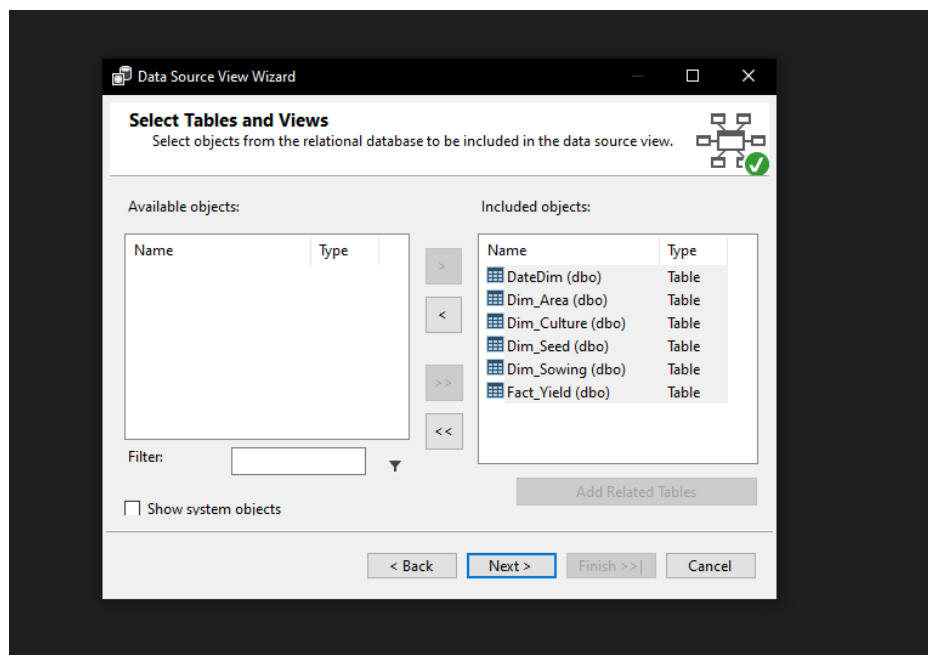 Data Source View Wizard
Select Tables and Views
Select objects from the relational database to be included in the data source view.
Available objects:
Name Type
>
<
>>
<<
Filter:
Show system objects
Included objects:
Name Type
DateDim (dbo) Table
Dim_Area (dbo) Table
Dim_Culture (dbo) Table
Dim_Seed (dbo) Table
Dim_Sowing (dbo) Table
Fact_Yield (dbo) Table
Add Related Tables
< Back Next > Finish >>| Cancel